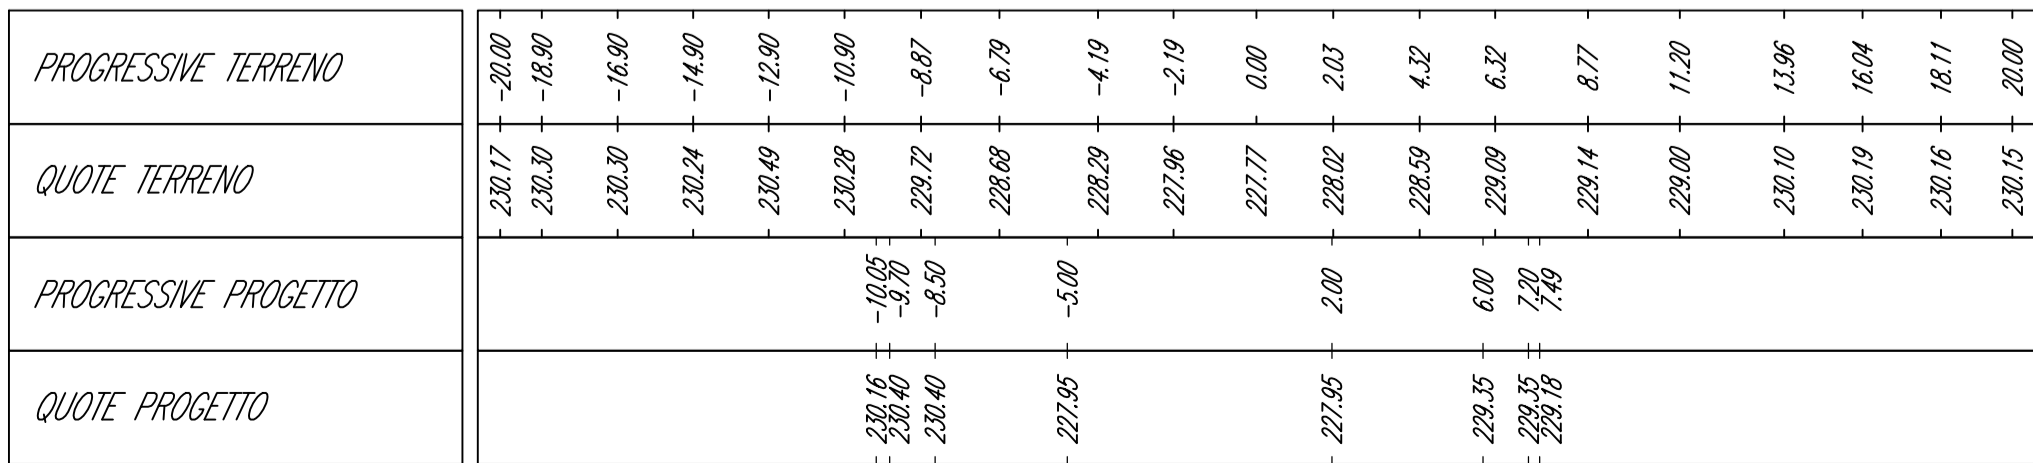 PROGRESSIVE TERRENO -20.00 -18.90 -16.90 -14.90 -12.90 -10.90 -8.87 -6.79 -4.19 -2.19 0.00 2.03 4.32 6.32 8.77 11.20 13.96 16.04 18.11 20.00
QUOTE TERRENO 230.17 230.30 230.30 230.24 230.49 230.28 229.72 228.68 228.29 227.96 227.77 228.02 228.59 229.09 229.14 229.00 230.10 230.19 230.16 230.15
PROGRESSIVE PROGETTO -10.05 -9.70 -8.50 -5.00 2.00 6.00 7.20 7.49
QUOTE PROGETTO 230.16 230.40 230.40 227.95 227.95 229.35 229.35 229.18